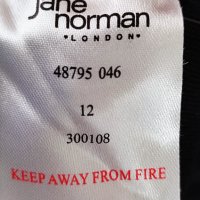 jane
norman
•LONDON•
48795 046
12
300108
KEEP AWAY FROM FIRE